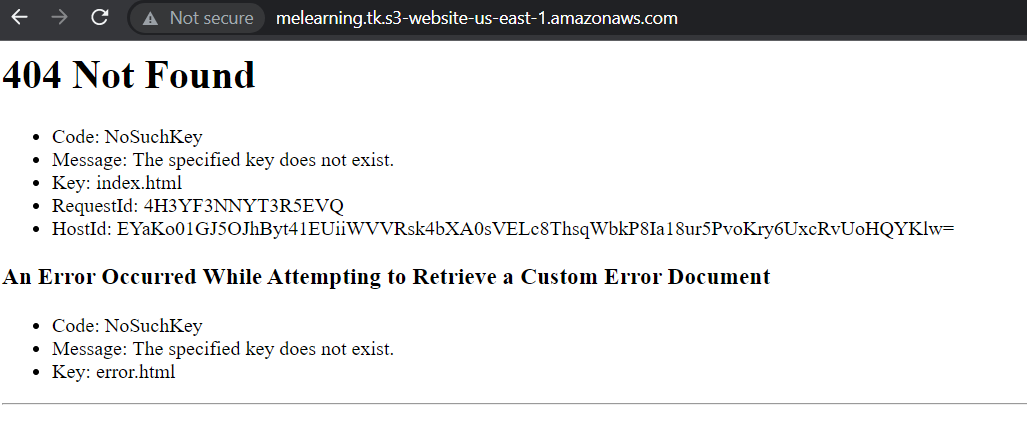 Not secure melearning.tk.s3-website-us-east-1.amazonaws.com
404 Not Found
Code: NoSuchKey
Message: The specified key does not exist.
Key: index.html
RequestId: 4H3YF3NNYT3R5EVQ
HostId: EYaKo01GJ5OJhByt41EUiiWVVRsk4bXA0sVELc8ThsqWbkP8Ia18ur5PvoKry6UxcRvUoHQYKlw=
An Error Occurred While Attempting to Retrieve a Custom Error Document
Code: NoSuchKey
Message: The specified key does not exist.
Key: error.html